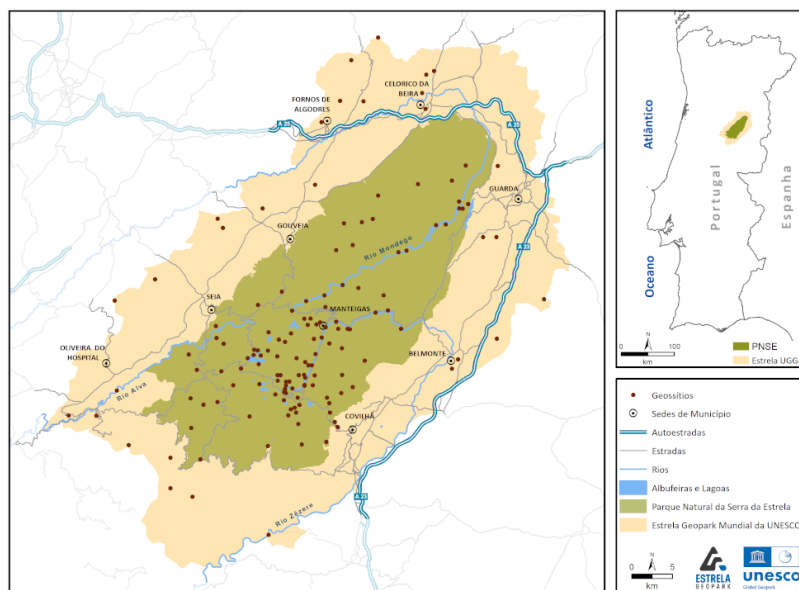 CELORICO DA
BEIRA
FORNOS DE
ALGODRES
A 25
A 25
GUARDA
GOUVEIA
Rio Mondego
A 23
SEIA
MANTEIGAS
OLIVEIRA DO
HOSPITAL
BELMONTE
Rio Alva
COVILHÃ
A 23
Rio Zêzere
Oceano
Atlântico
Portugal
Espanha
N
0
100
km
PNSE
Estrela UGG
Geossítios
Sedes de Município
Autoestradas
Estradas
Rios
Albufeiras e Lagoas
Parque Natural da Serra da Estrela
Estrela Geopark Mundial da UNESCO
N
0
5
km
ESTRELA
GEOPARK
unesco
Global Geopark